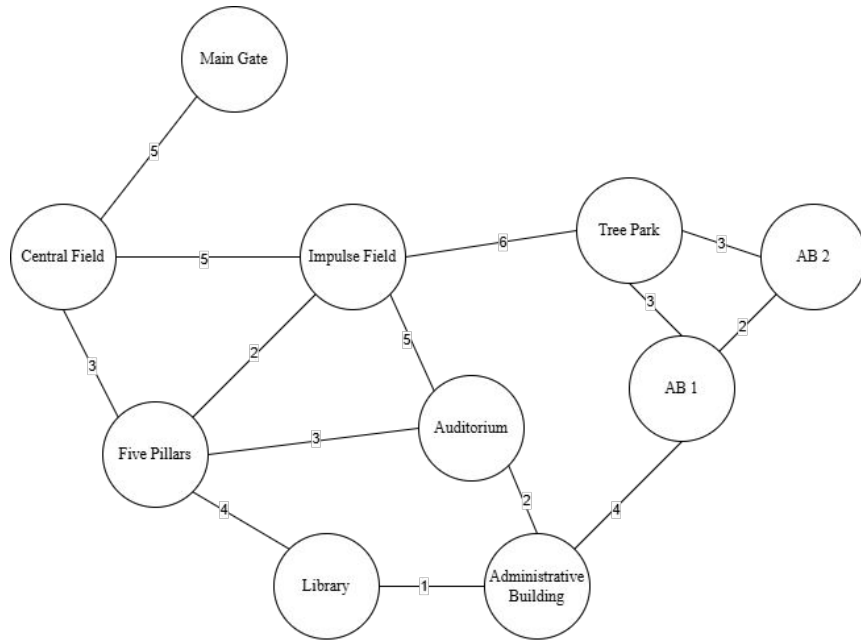 Main Gate
5
Central Field
5
Impulse Field
6
Tree Park
3
AB 2
3
2
3
2
5
AB 1
Five Pillars
3
Auditorium
4
2
4
Library
1
Administrative
Building